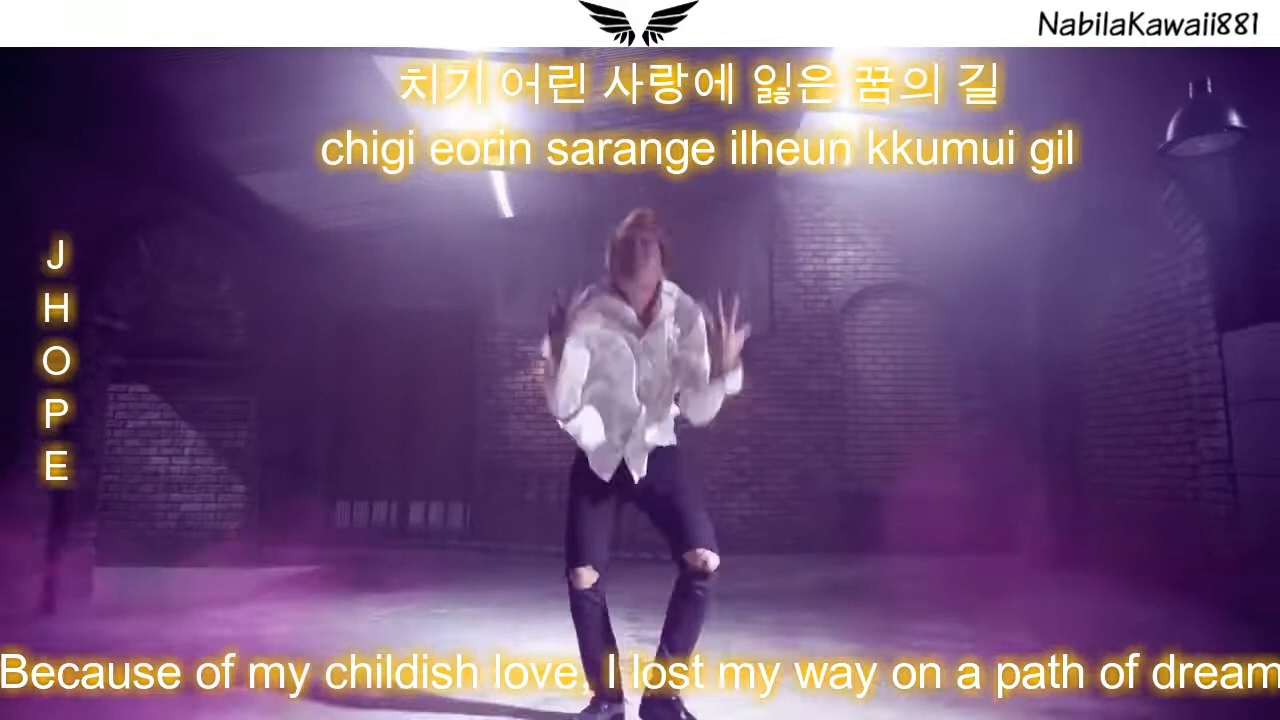 NabilaKawaii881
치기 어린 사랑에 잃은 꿈의 길
chigi eorin sarange ilheun kkumui gil
JHOPE
Because of my childish love, I lost my way on a path of dream